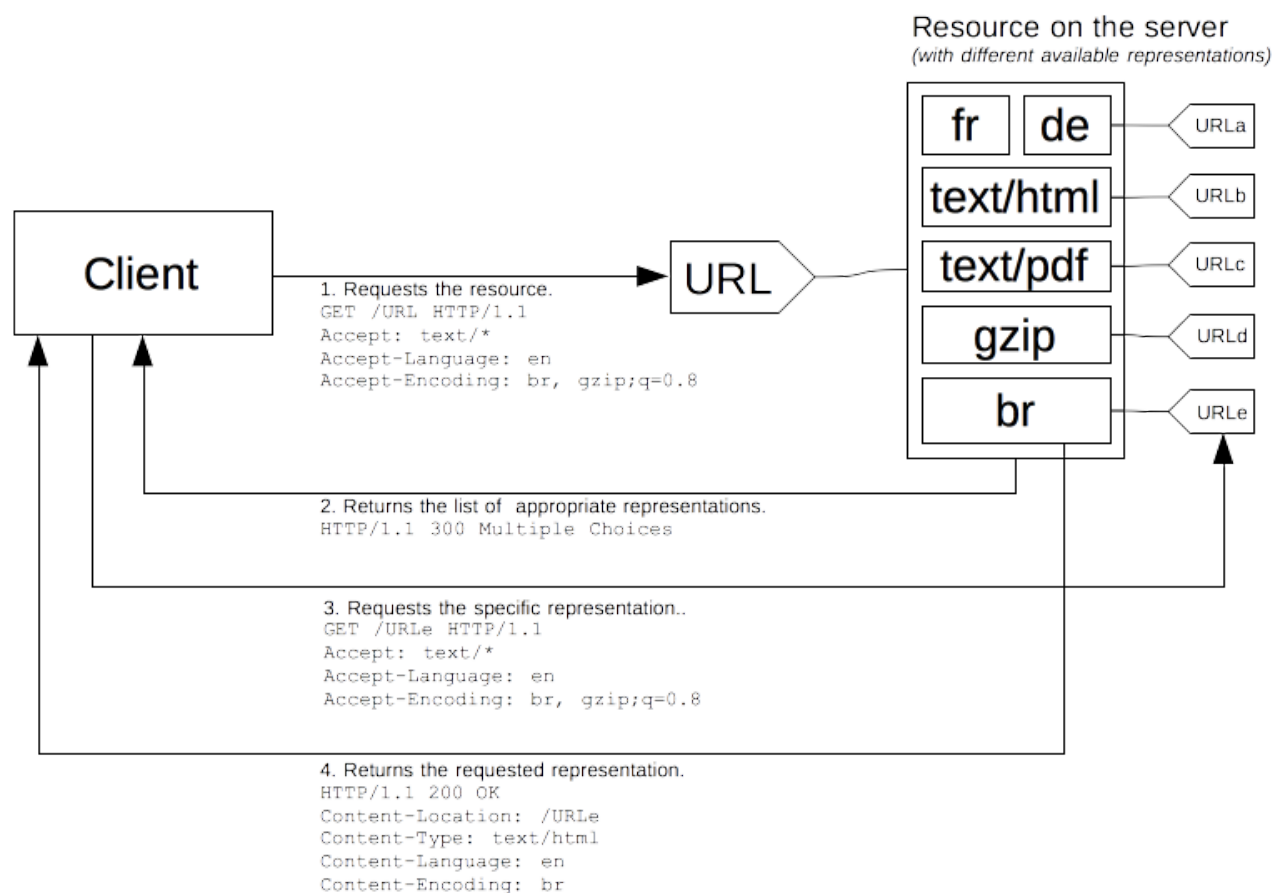 Resource on the server
(with different available representations)
fr
de
URLa
text/html
URLb
text/pdf
URLc
gzip
URLd
br
URLe
Client
URL
1. Requests the resource.
GET /URL HTTP/1.1
Accept: text/*
Accept-Language: en
Accept-Encoding: br, gzip;q=0.8
2. Returns the list of appropriate representations.
HTTP/1.1 300 Multiple Choices
3. Requests the specific representation..
GET /URLe HTTP/1.1
Accept: text/*
Accept-Language: en
Accept-Encoding: br, gzip;q=0.8
4. Returns the requested representation.
HTTP/1.1 200 OK
Content-Location: /URLe
Content-Type: text/html
Content-Language: en
Content-Encoding: br